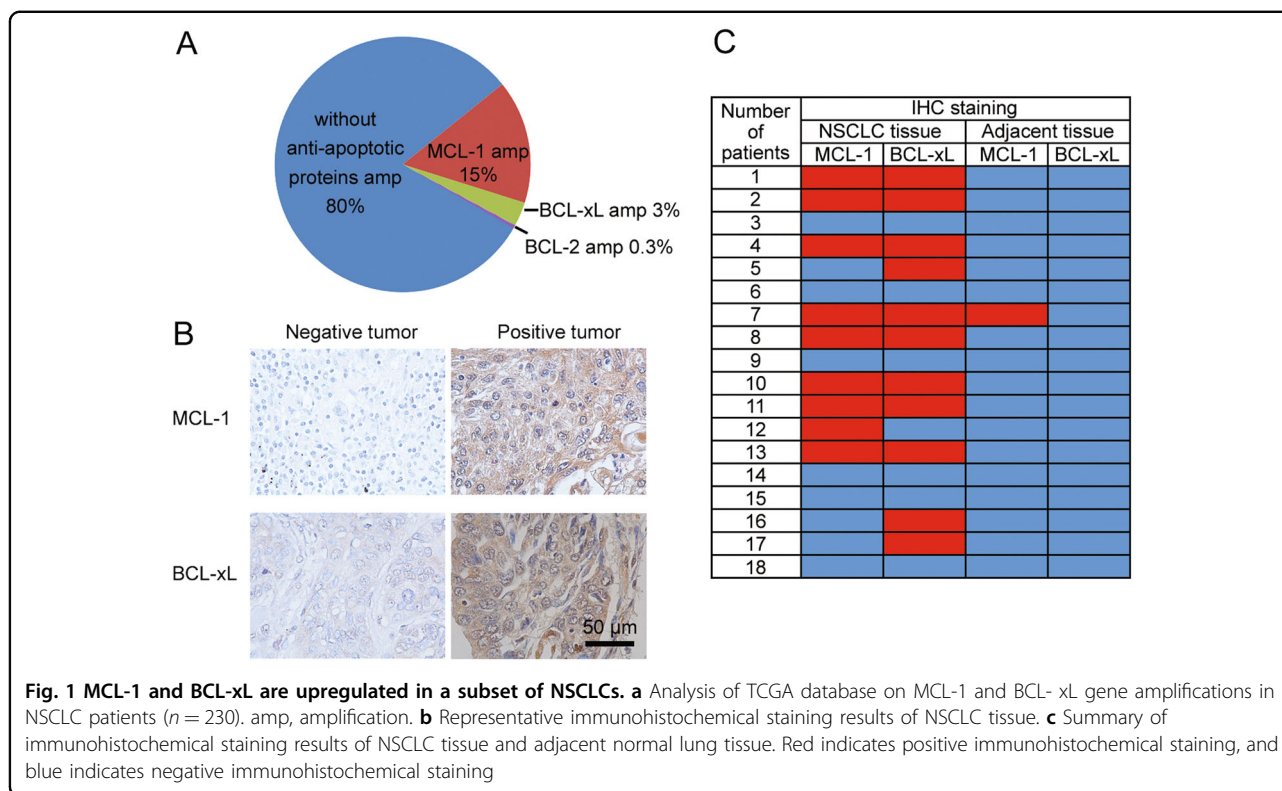 A
without
anti-apoptotic
proteins amp
80%
MCL-1 amp
15%
BCL-xL amp 3%
BCL-2 amp 0.3%
B
Negative tumor Positive tumor
MCL-1
BCL-xL
50 µm
C
Number of patients IHC staining
NSCLC tissue Adjacent tissue
MCL-1 BCL-xL MCL-1 BCL-xL
1
2
3
4
5
6
7
8
9
10
11
12
13
14
15
16
17
18
Fig. 1 MCL-1 and BCL-xL are upregulated in a subset of NSCLCs. a Analysis of TCGA database on MCL-1 and BCL- xL gene amplifications in
NSCLC patients (n = 230). amp, amplification. b Representative immunohistochemical staining results of NSCLC tissue. c Summary of
immunohistochemical staining results of NSCLC tissue and adjacent normal lung tissue. Red indicates positive immunohistochemical staining, and
blue indicates negative immunohistochemical staining